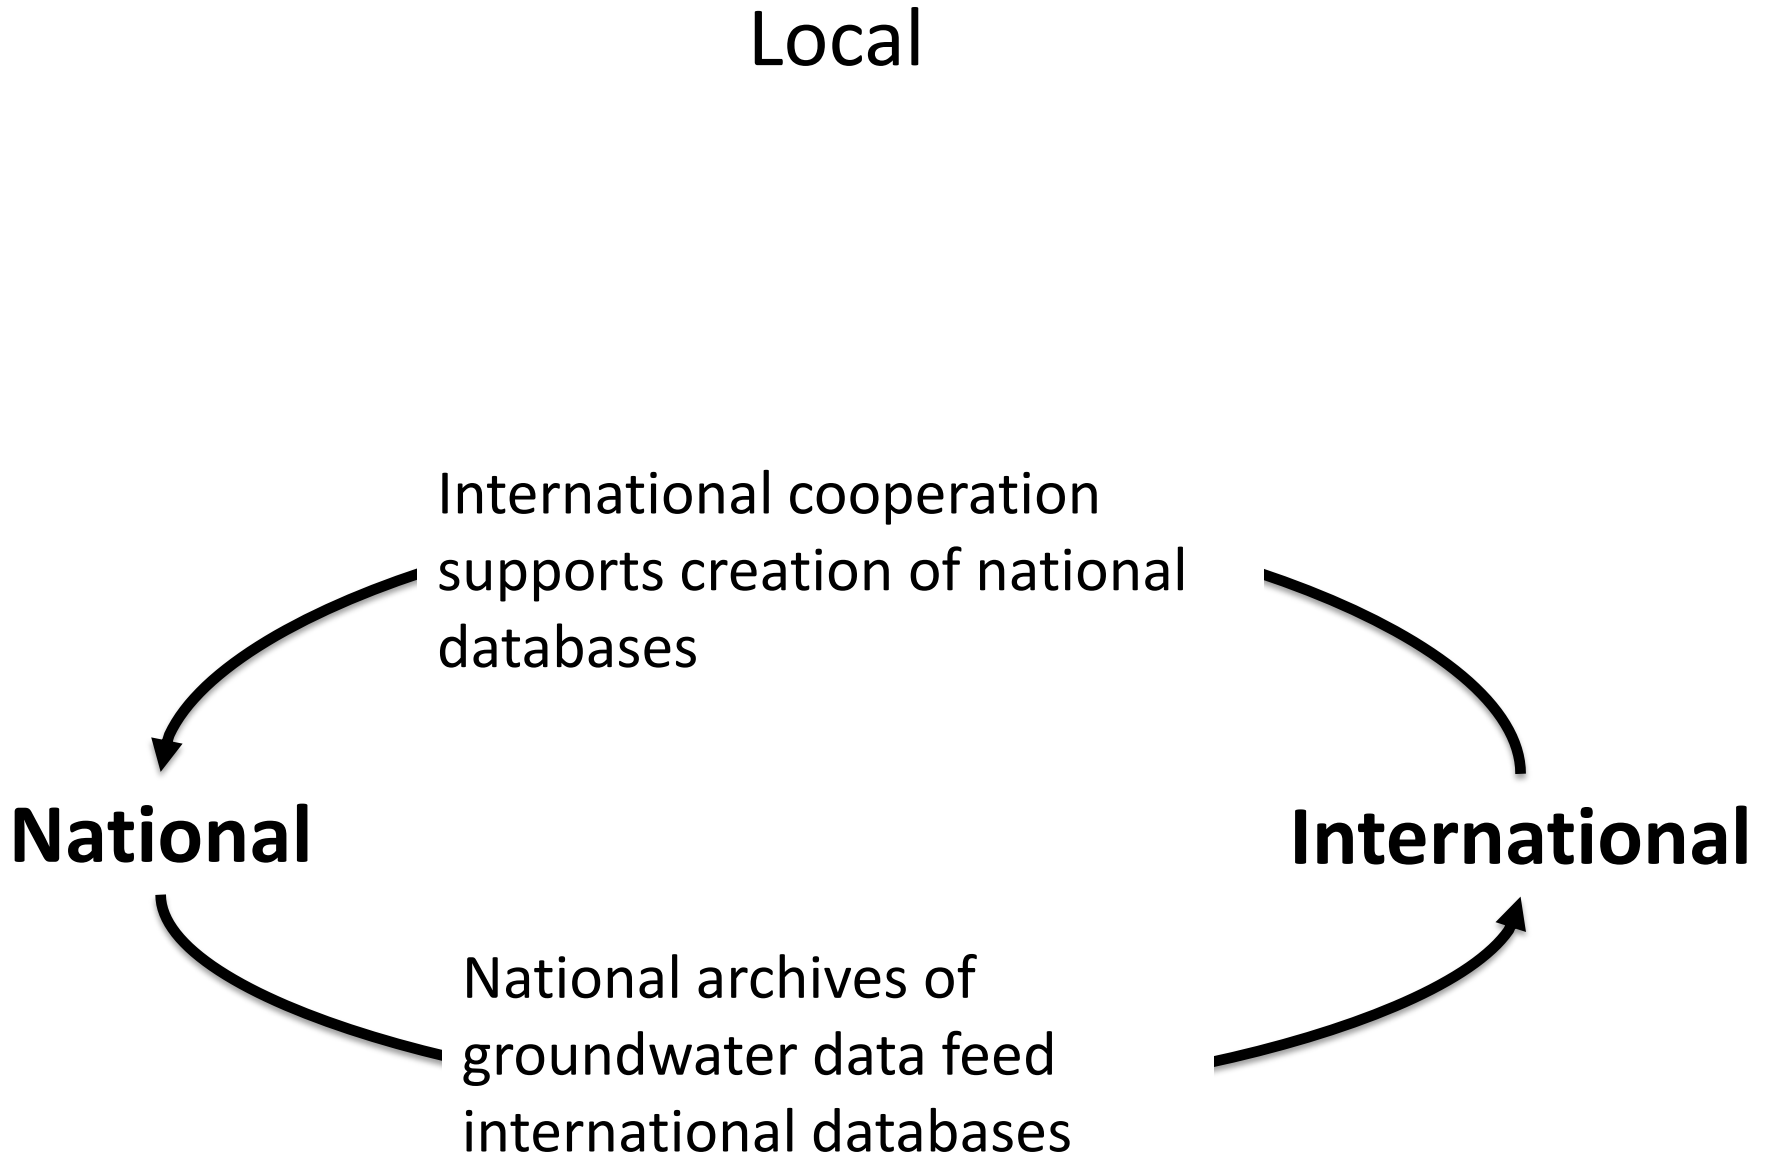 Local
International cooperation
supports creation of national
databases
National
International
National archives of
groundwater data feed
international databases